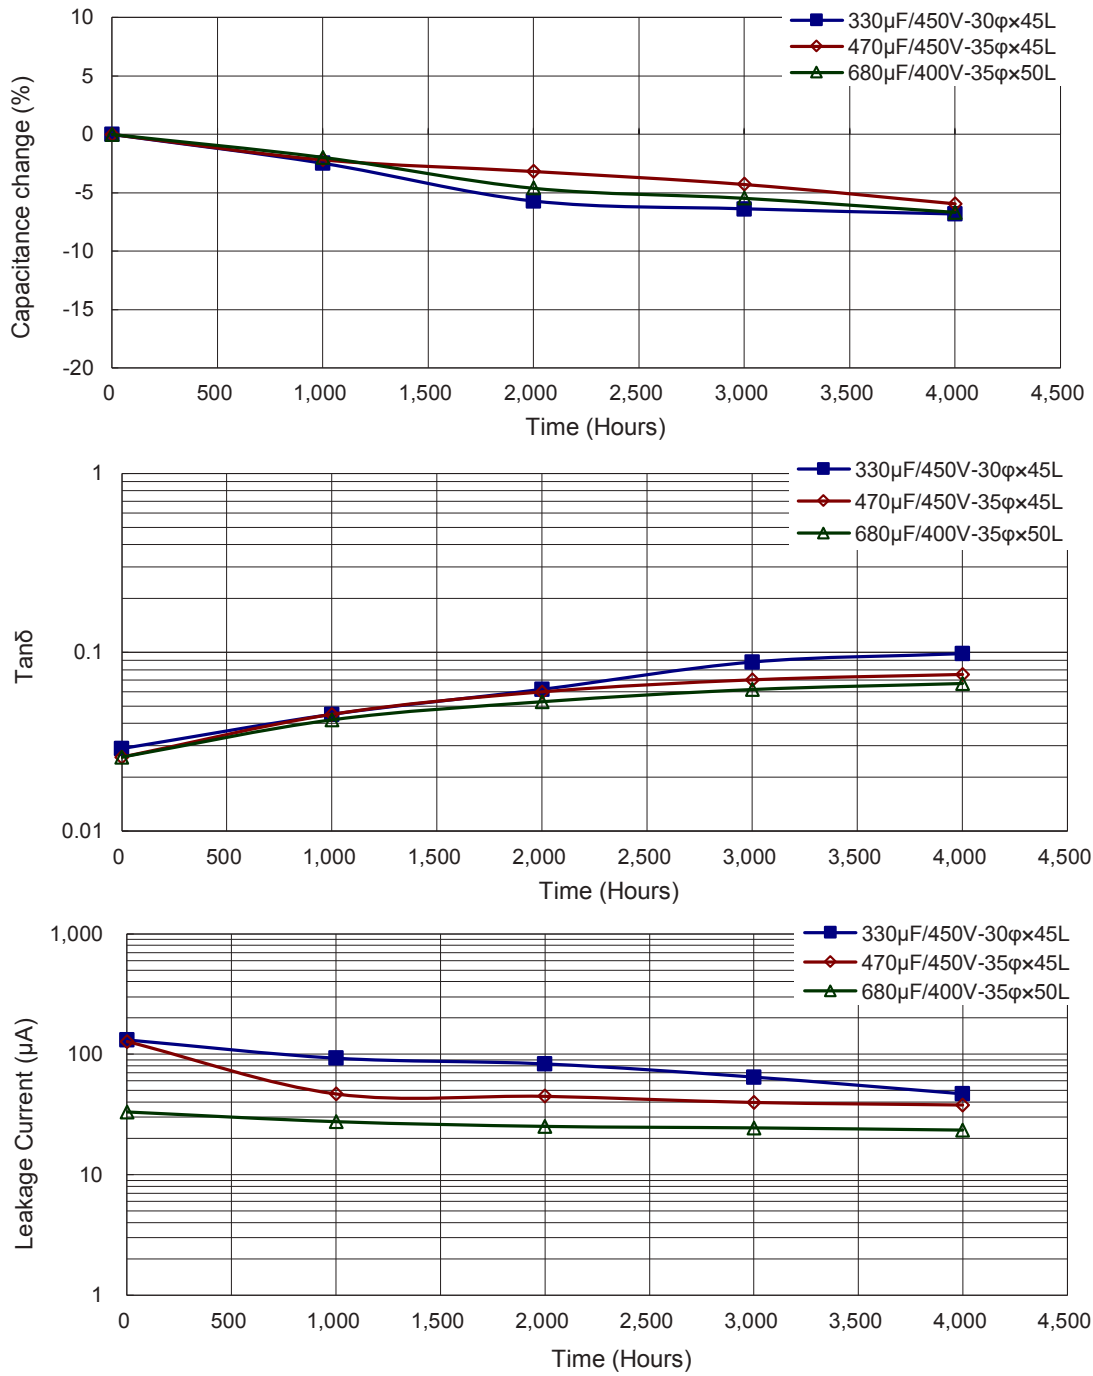 330μF/450V-30φ×45L
470μF/450V-35φ×45L
680μF/400V-35φ×50L
Capacitance change (%)
10
5
0
-5
-10
-15
-20
0 500 1,000 1,500 2,000 2,500 3,000 3,500 4,000 4,500
Time (Hours)
330μF/450V-30φ×45L
470μF/450V-35φ×45L
680μF/400V-35φ×50L
Tanδ
1
0.1
0.01
0 500 1,000 1,500 2,000 2,500 3,000 3,500 4,000 4,500
Time (Hours)
330μF/450V-30φ×45L
470μF/450V-35φ×45L
680μF/400V-35φ×50L
Leakage Current (μA)
1,000
100
10
1
0 500 1,000 1,500 2,000 2,500 3,000 3,500 4,000 4,500
Time (Hours)